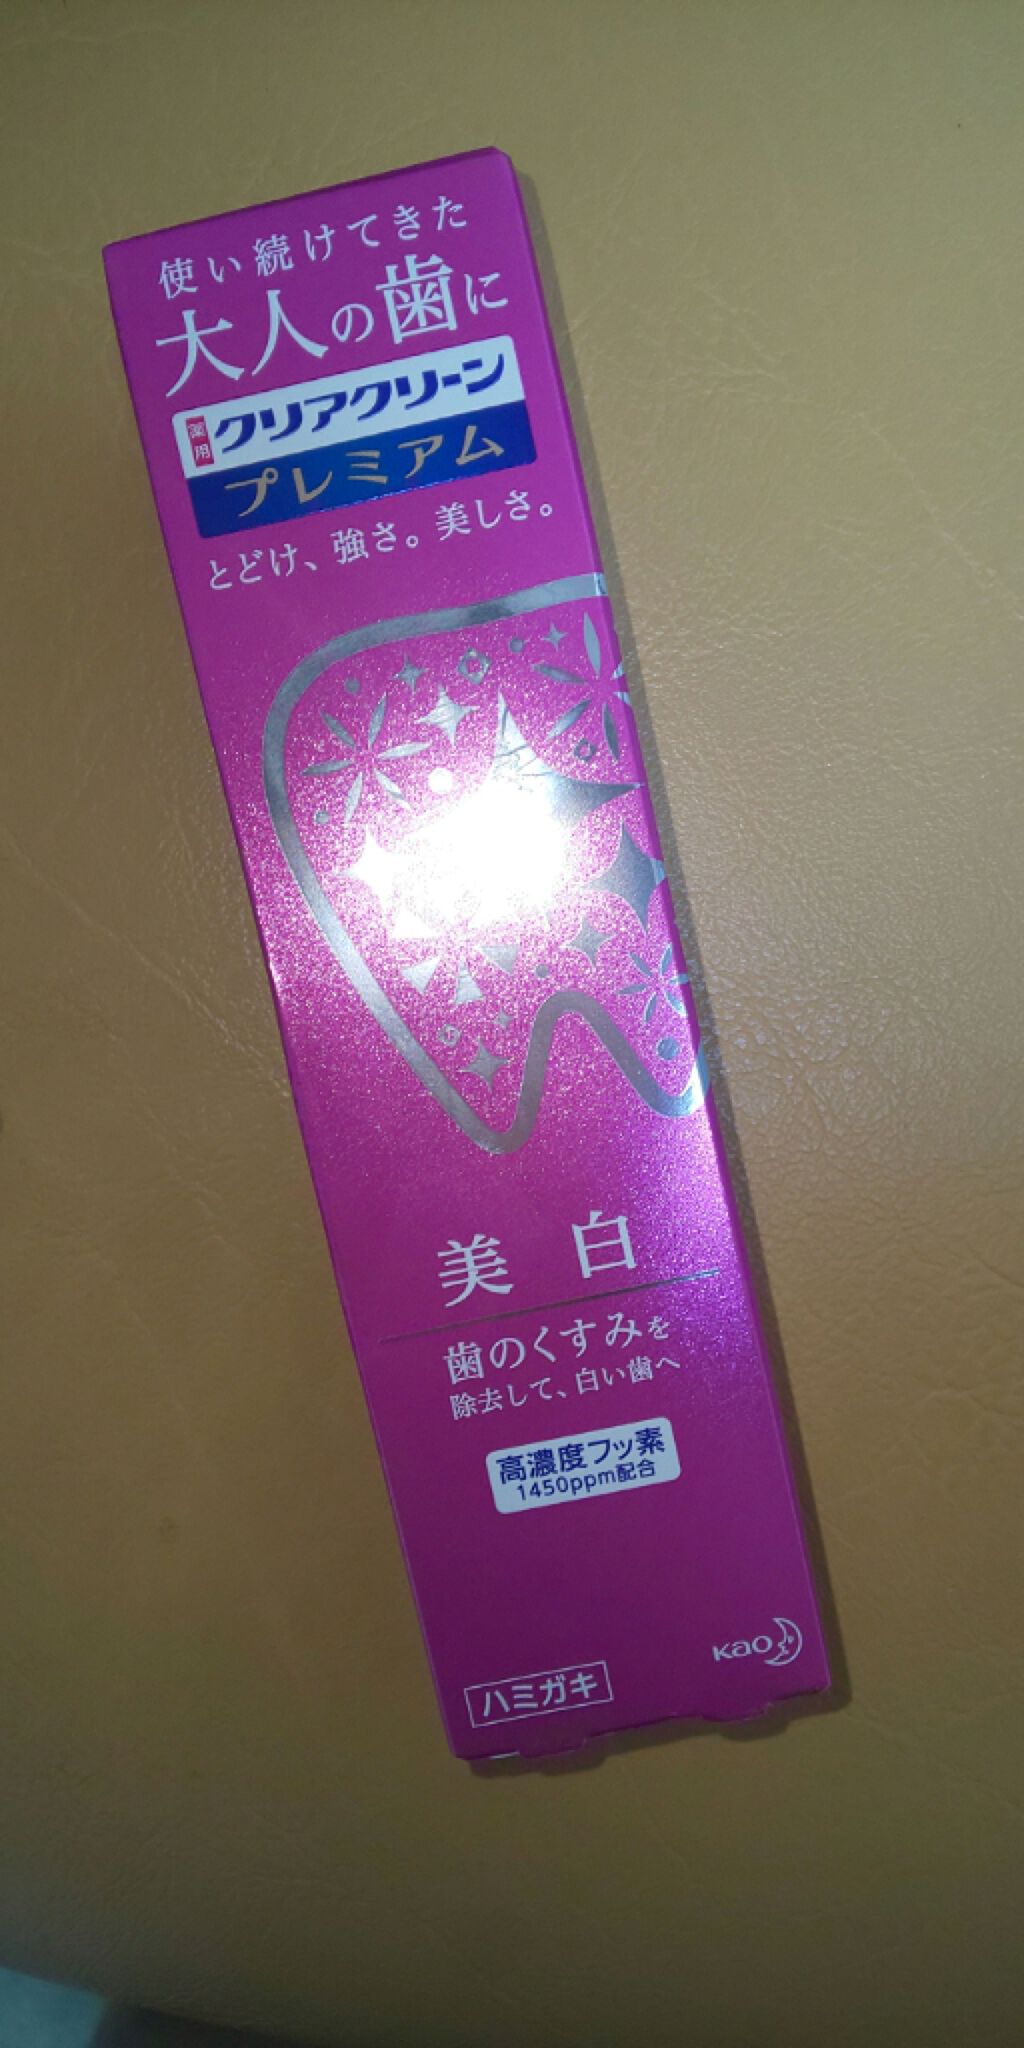 使い続けてきた
大人の歯に
薬用
クリアクリーン
プレミアム
とどけ、強さ。美しさ。
美白
歯のくすみを
除去して、白い歯へ
高濃度フッ素
1450ppm配合
Kao
ハミガキ